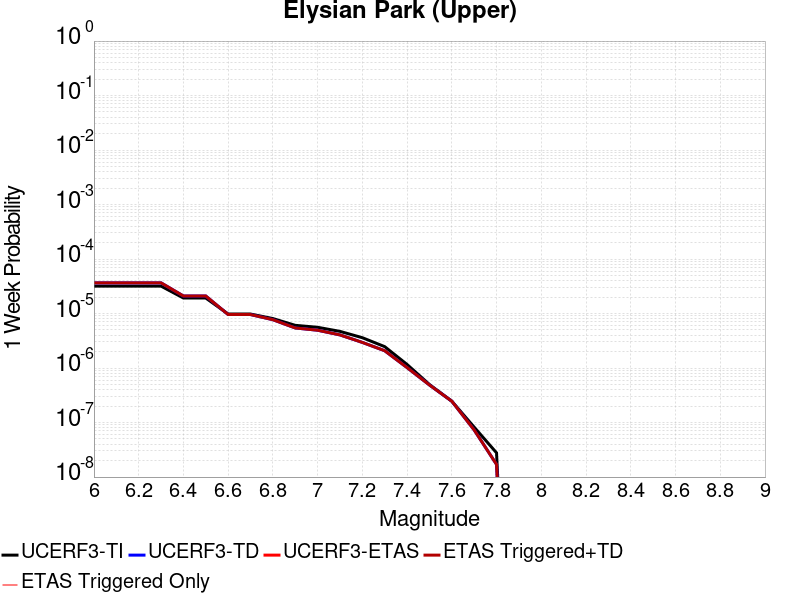 Elysian Park (Upper)
10^0
10^-1
10^-2
10^-3
10^-4
10^-5
10^-6
10^-7
10^-8
1 Week Probability
6 6.2 6.4 6.6 6.8 7 7.2 7.4 7.6 7.8 8 8.2 8.4 8.6 8.8 9
Magnitude
UCERF3-TI UCERF3-TD UCERF3-ETAS ETAS Triggered+TD
ETAS Triggered Only